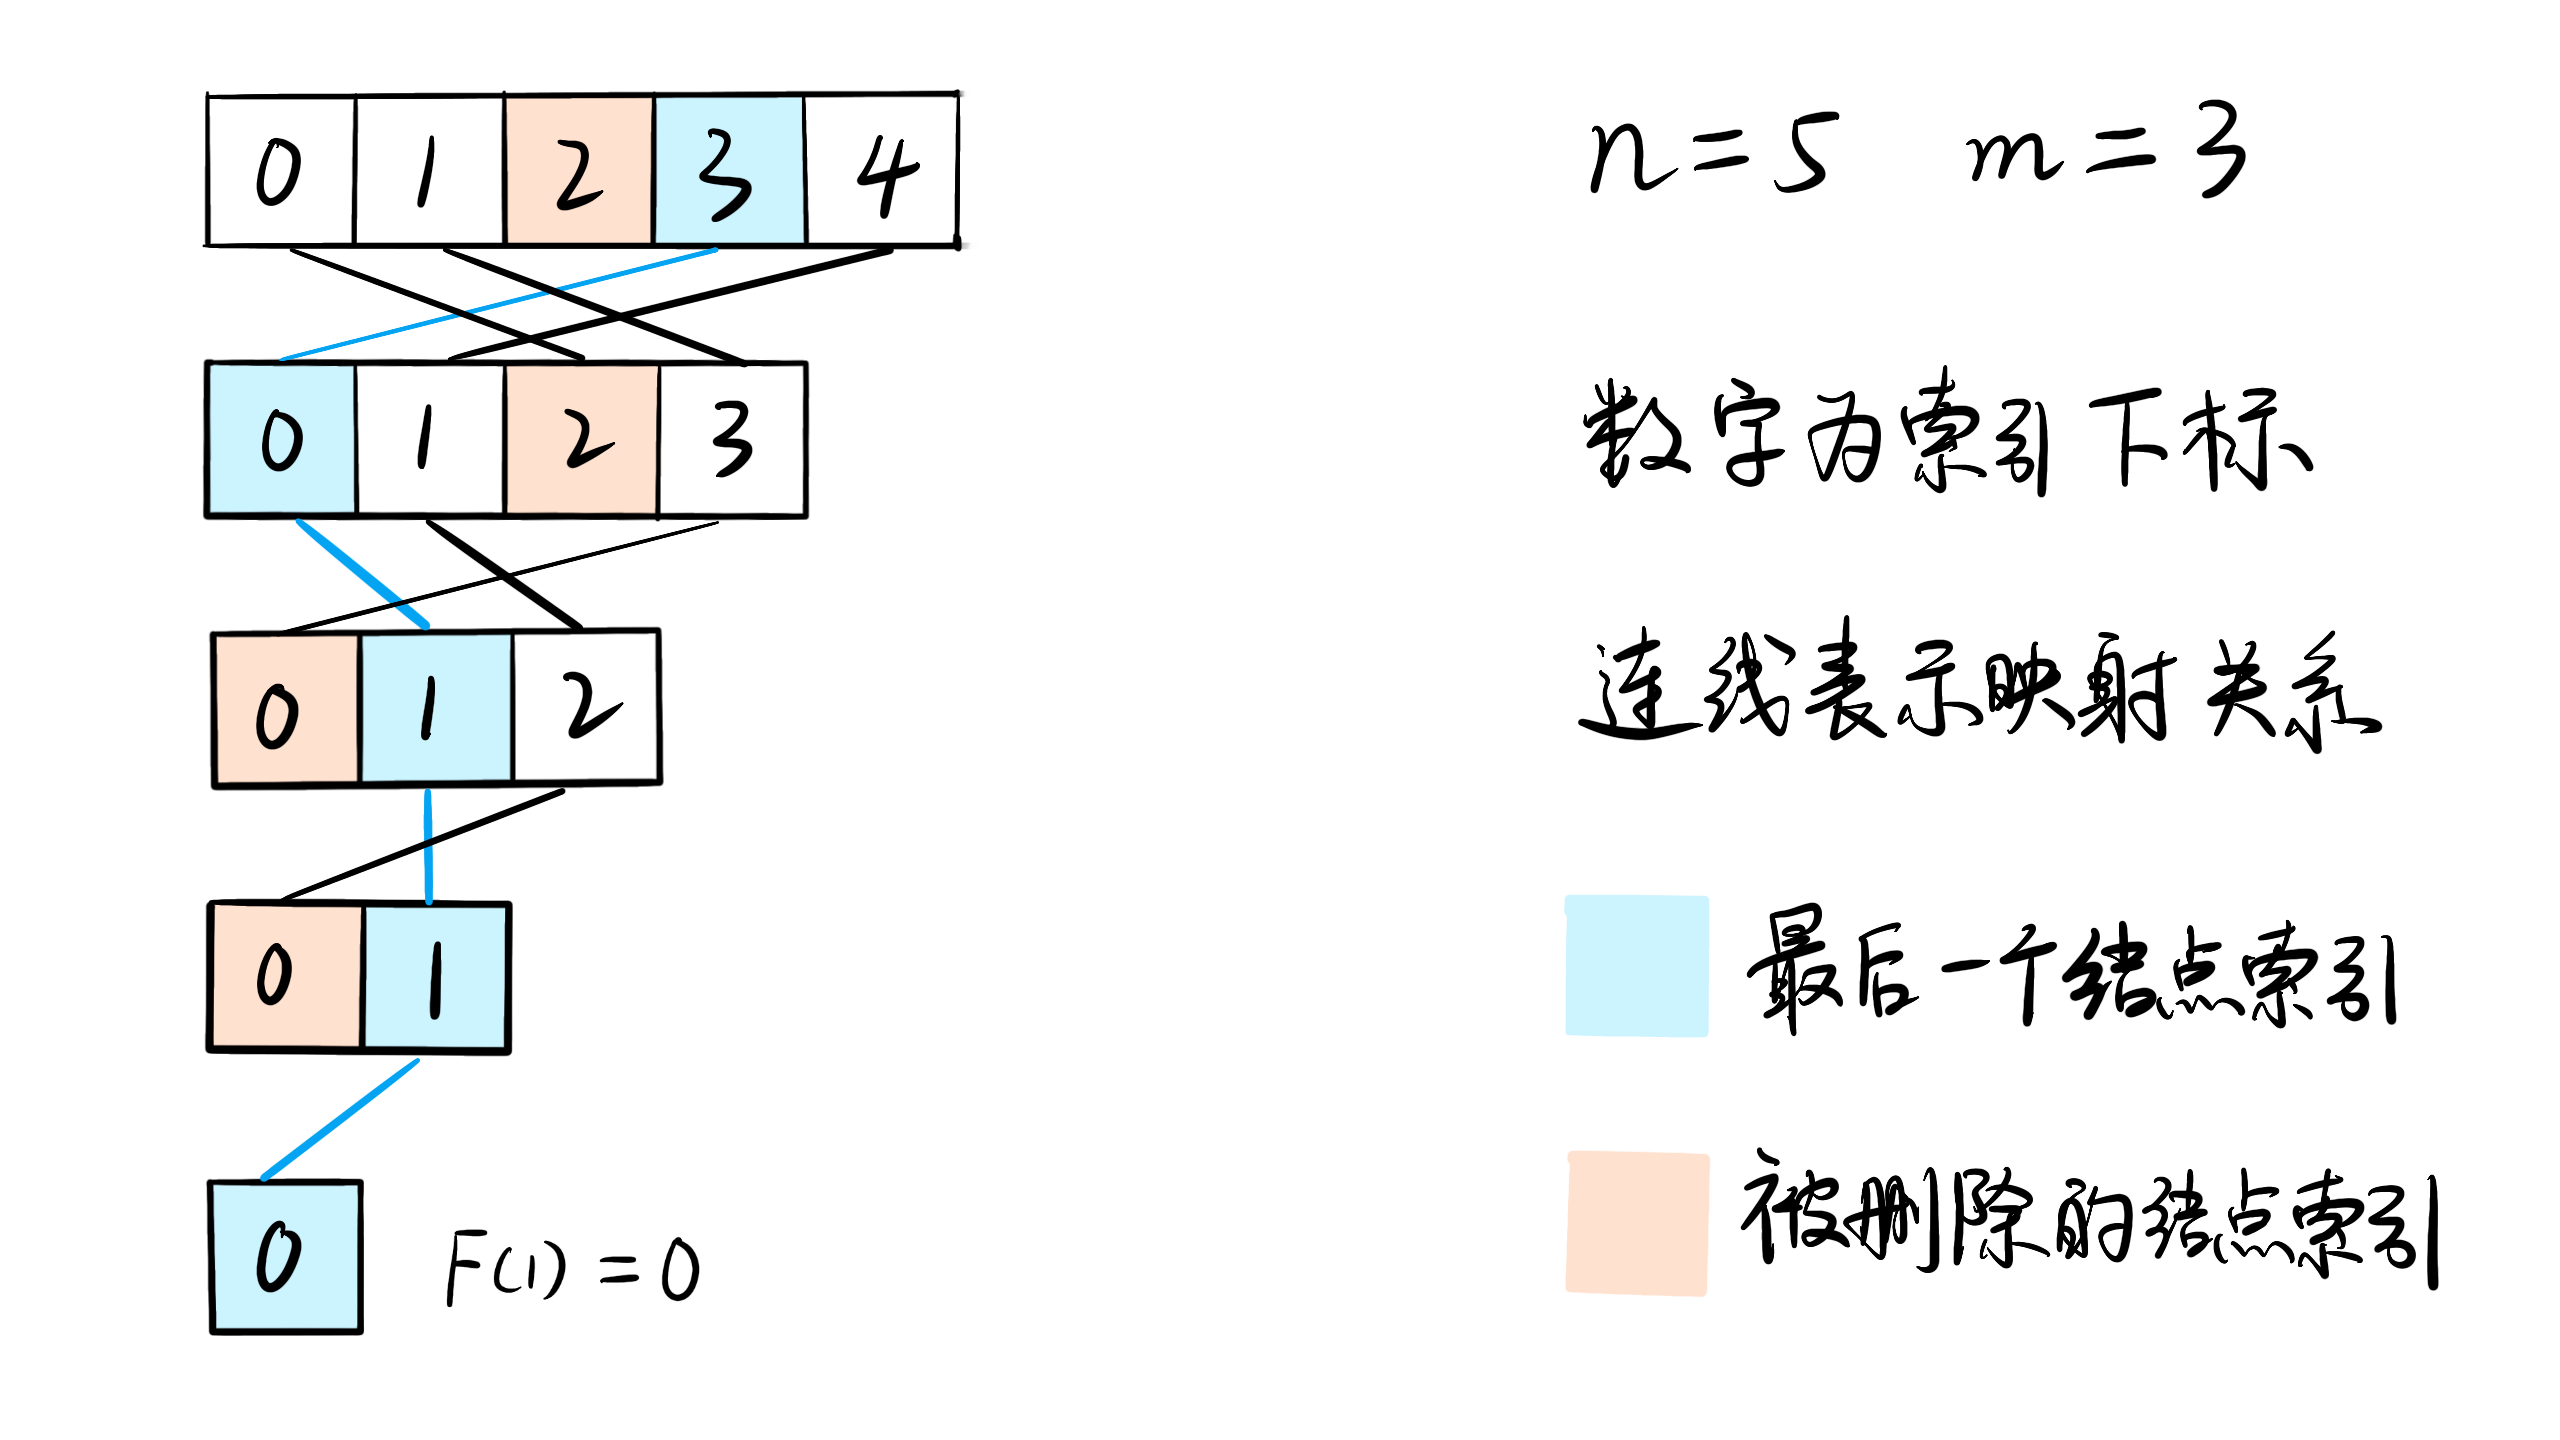 0 1 2 3 4
n=5 m=3
0 1 2 3
数字为索引下标
0 1 2
连线表示映射关系
0 1
最后一个结点索引
0
F(1)=0
被删除的结点索引